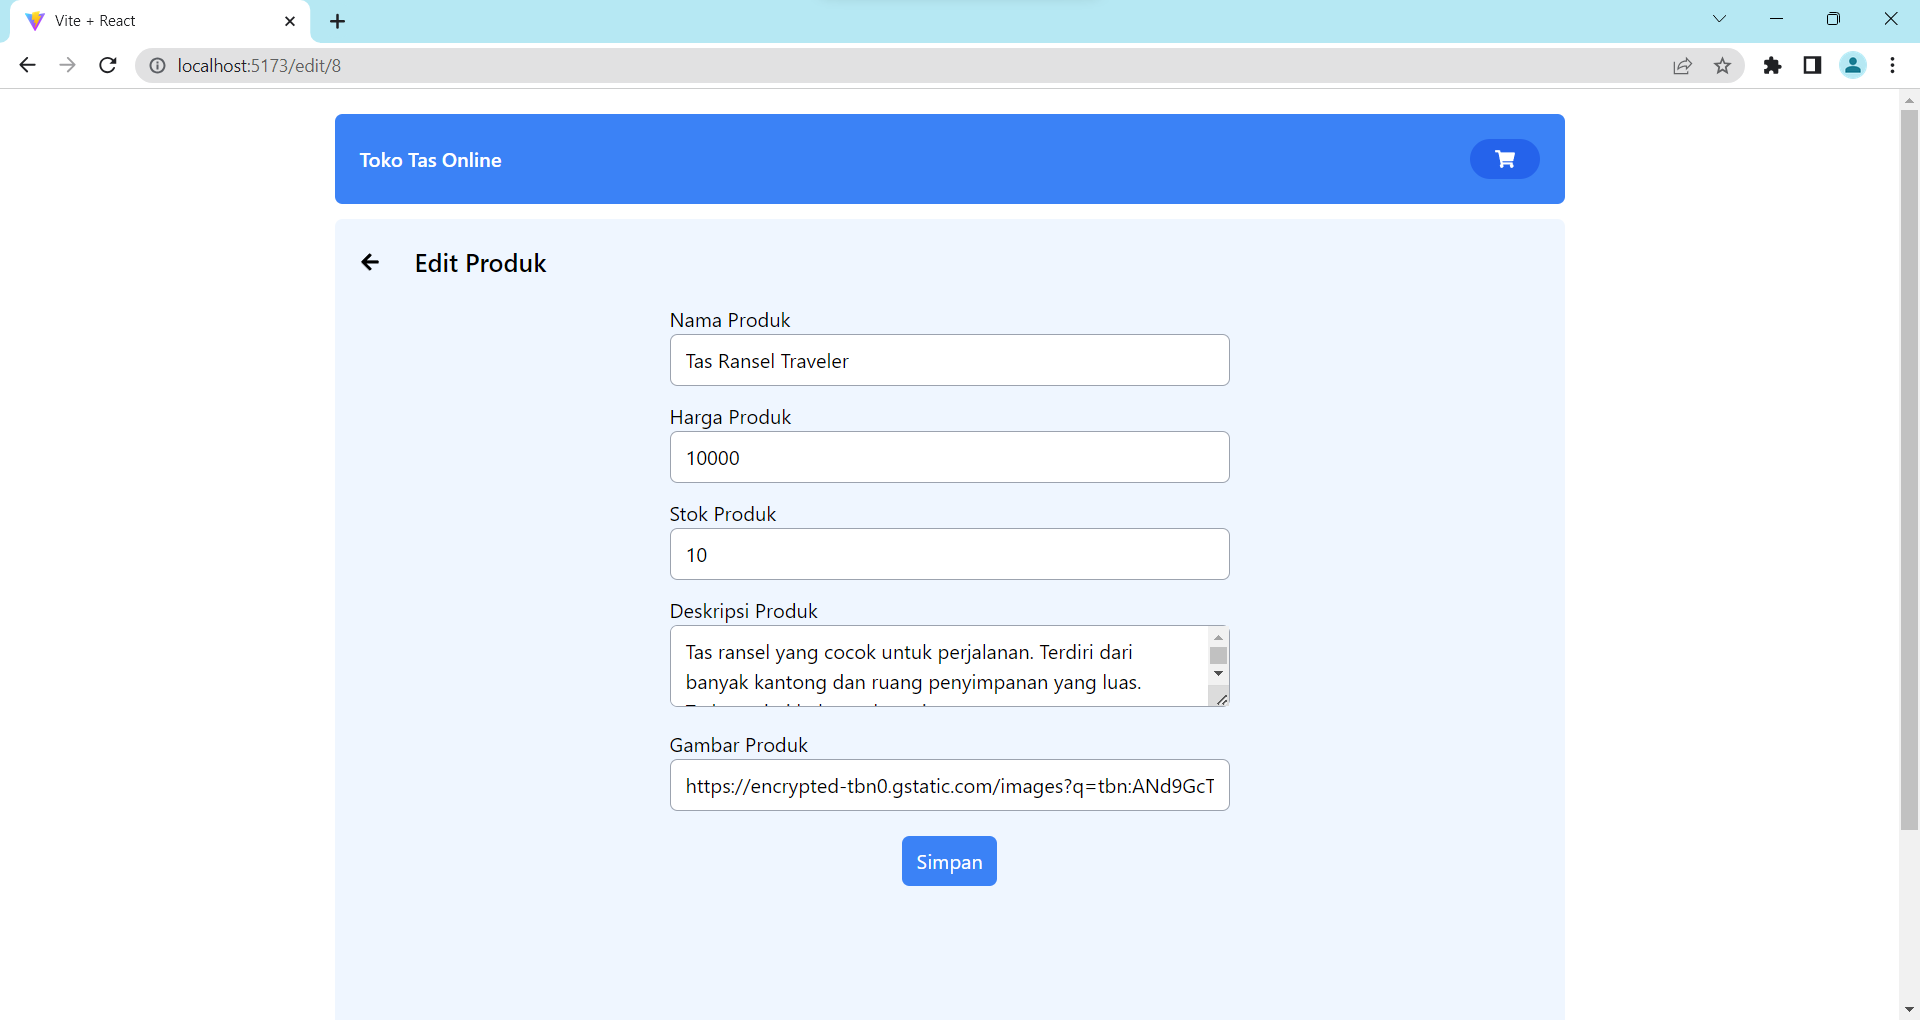 Vite + React
localhost:5173/edit/8
Toko Tas Online
Edit Produk
Nama Produk
Tas Ransel Traveler
Harga Produk
10000
Stok Produk
10
Deskripsi Produk
Tas ransel yang cocok untuk perjalanan. Terdiri dari
banyak kantong dan ruang penyimpanan yang luas.
Gambar Produk
https://encrypted-tbn0.gstatic.com/images?q=tbn:ANd9GcT
Simpan